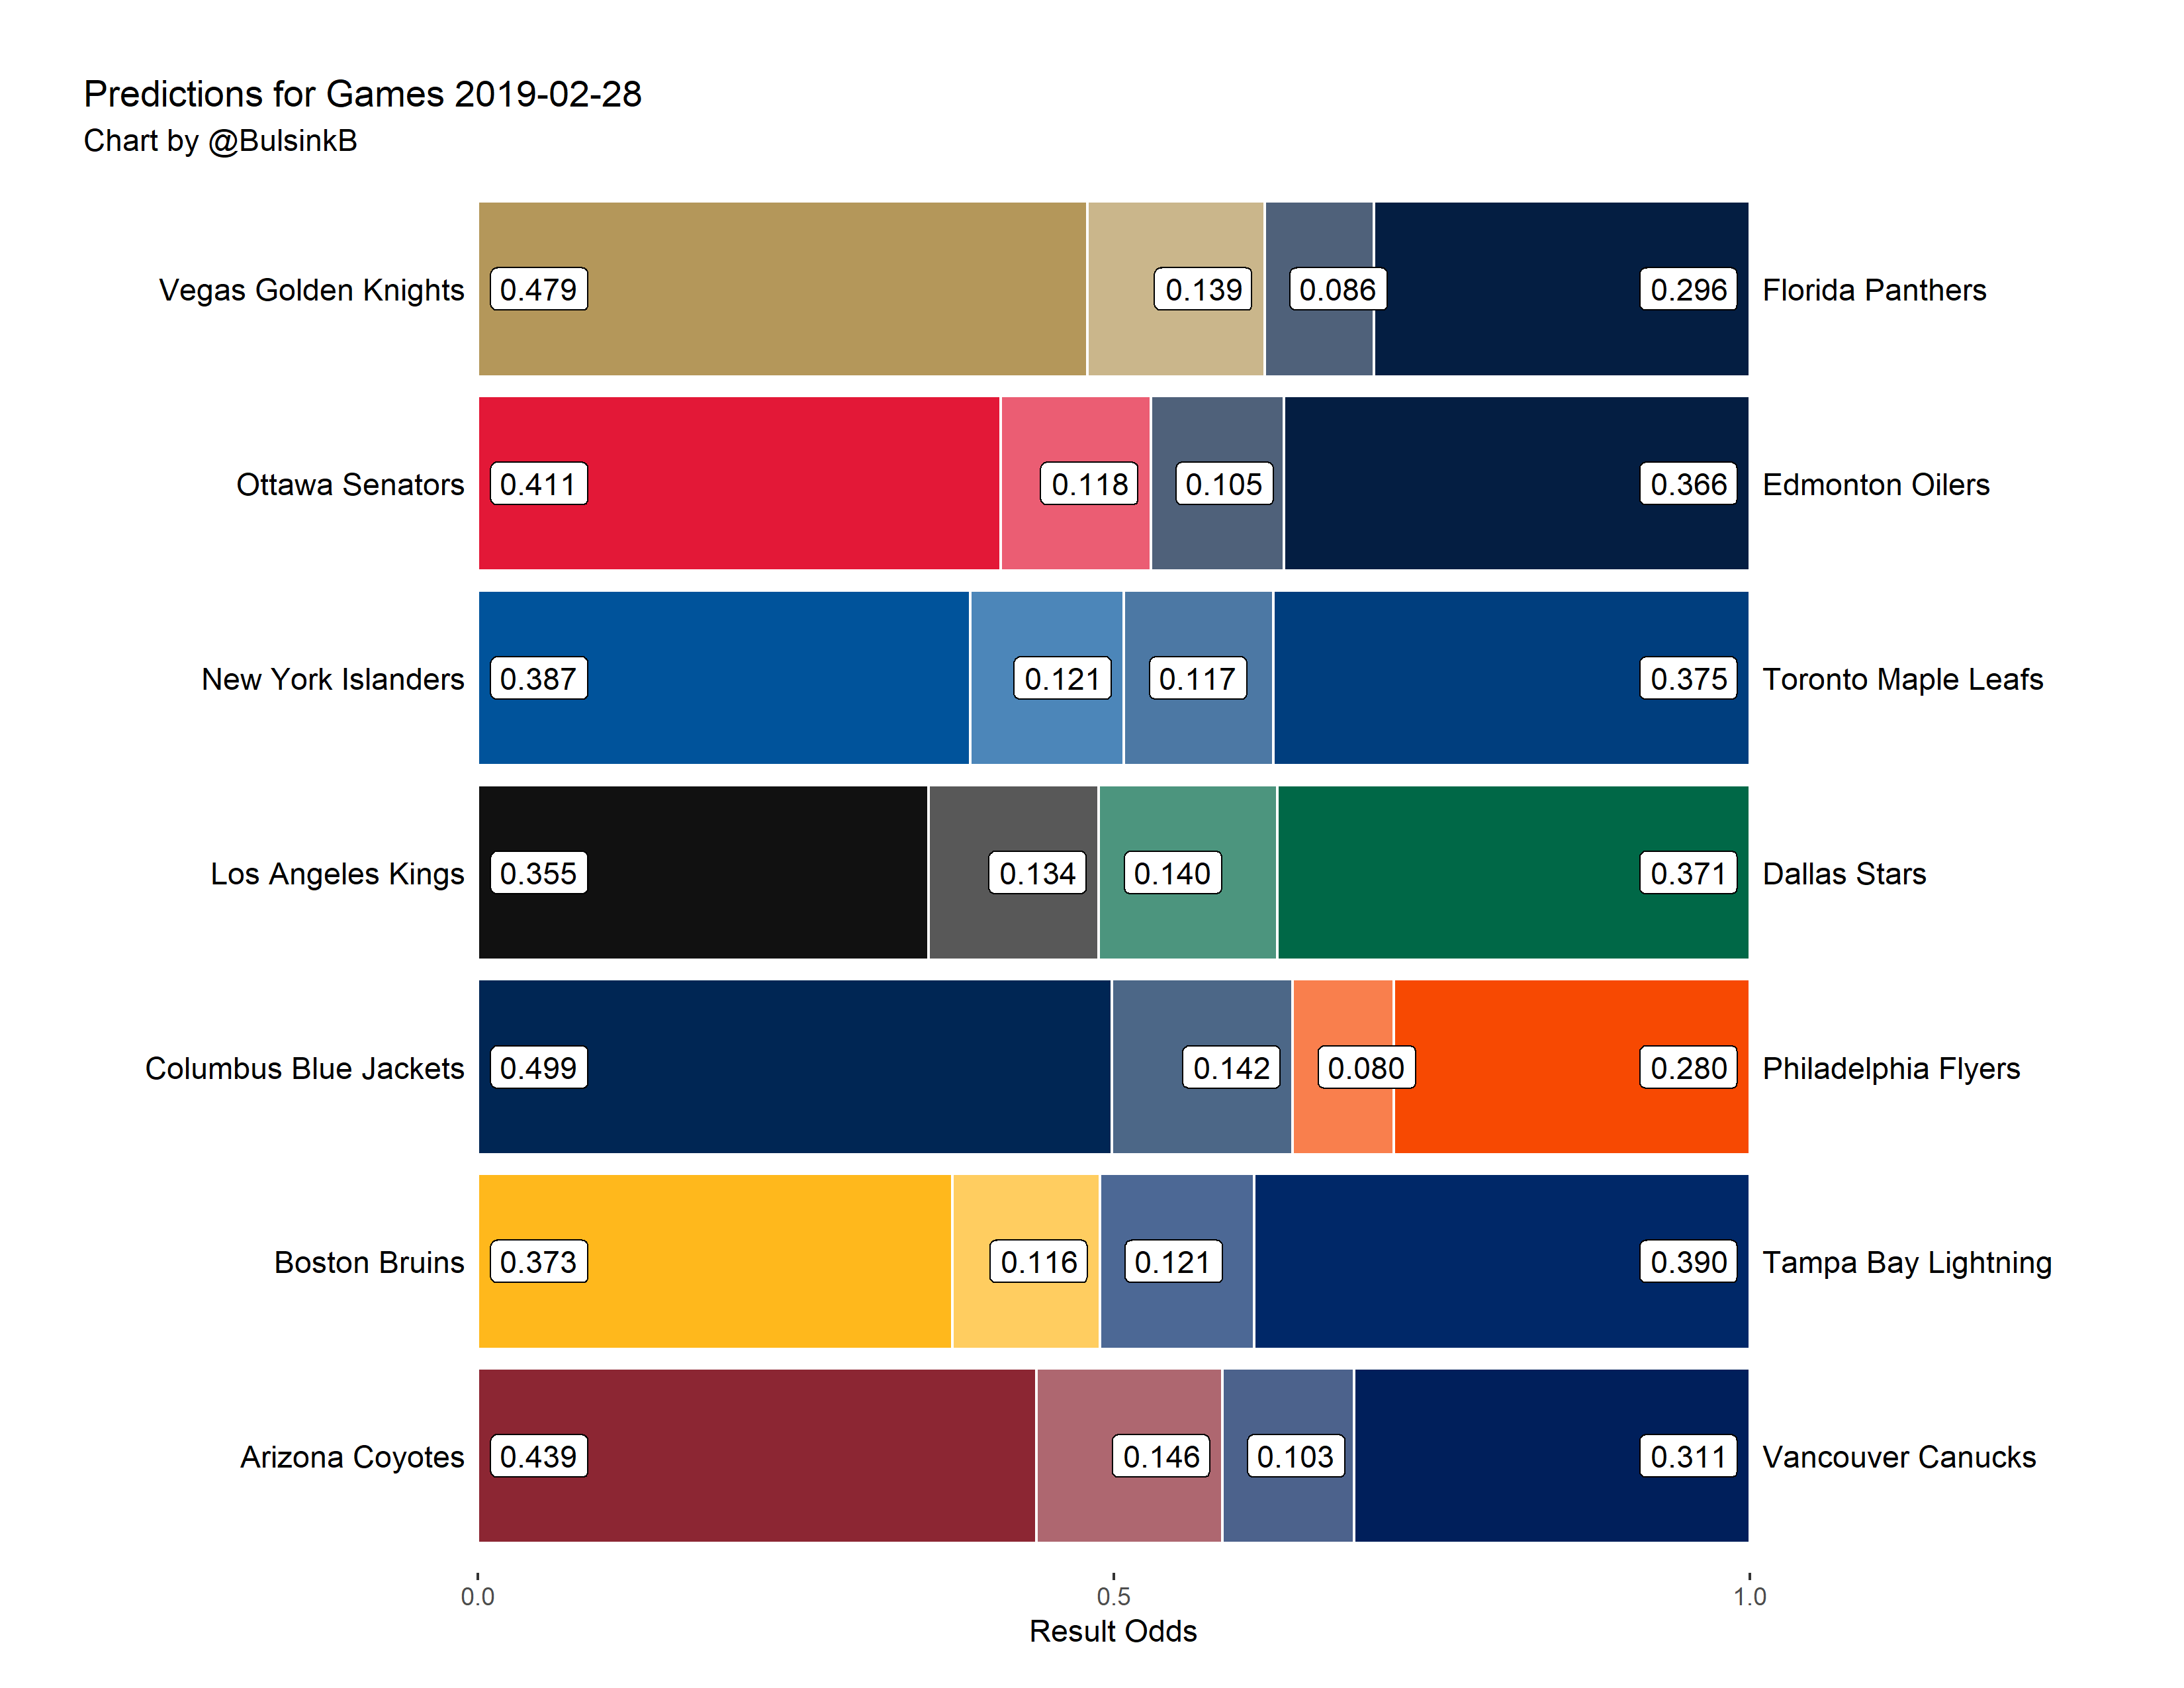 Predictions for Games 2019-02-28
Chart by @BulsinkB
Vegas Golden Knights 0.479 0.139 0.086 0.296 Florida Panthers
Ottawa Senators 0.411 0.118 0.105 0.366 Edmonton Oilers
New York Islanders 0.387 0.121 0.117 0.375 Toronto Maple Leafs
Los Angeles Kings 0.355 0.134 0.140 0.371 Dallas Stars
Columbus Blue Jackets 0.499 0.142 0.080 0.280 Philadelphia Flyers
Boston Bruins 0.373 0.116 0.121 0.390 Tampa Bay Lightning
Arizona Coyotes 0.439 0.146 0.103 0.311 Vancouver Canucks
0.0 0.5 1.0
Result Odds